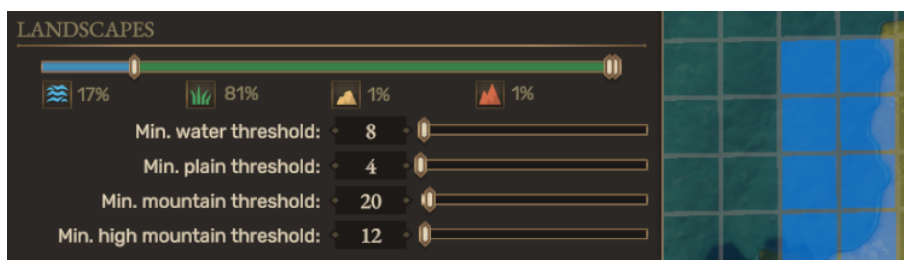 LANDSCAPES
17% 81% 1% 1%
Min. water threshold: 8
Min. plain threshold: 4
Min. mountain threshold: 20
Min. high mountain threshold: 12